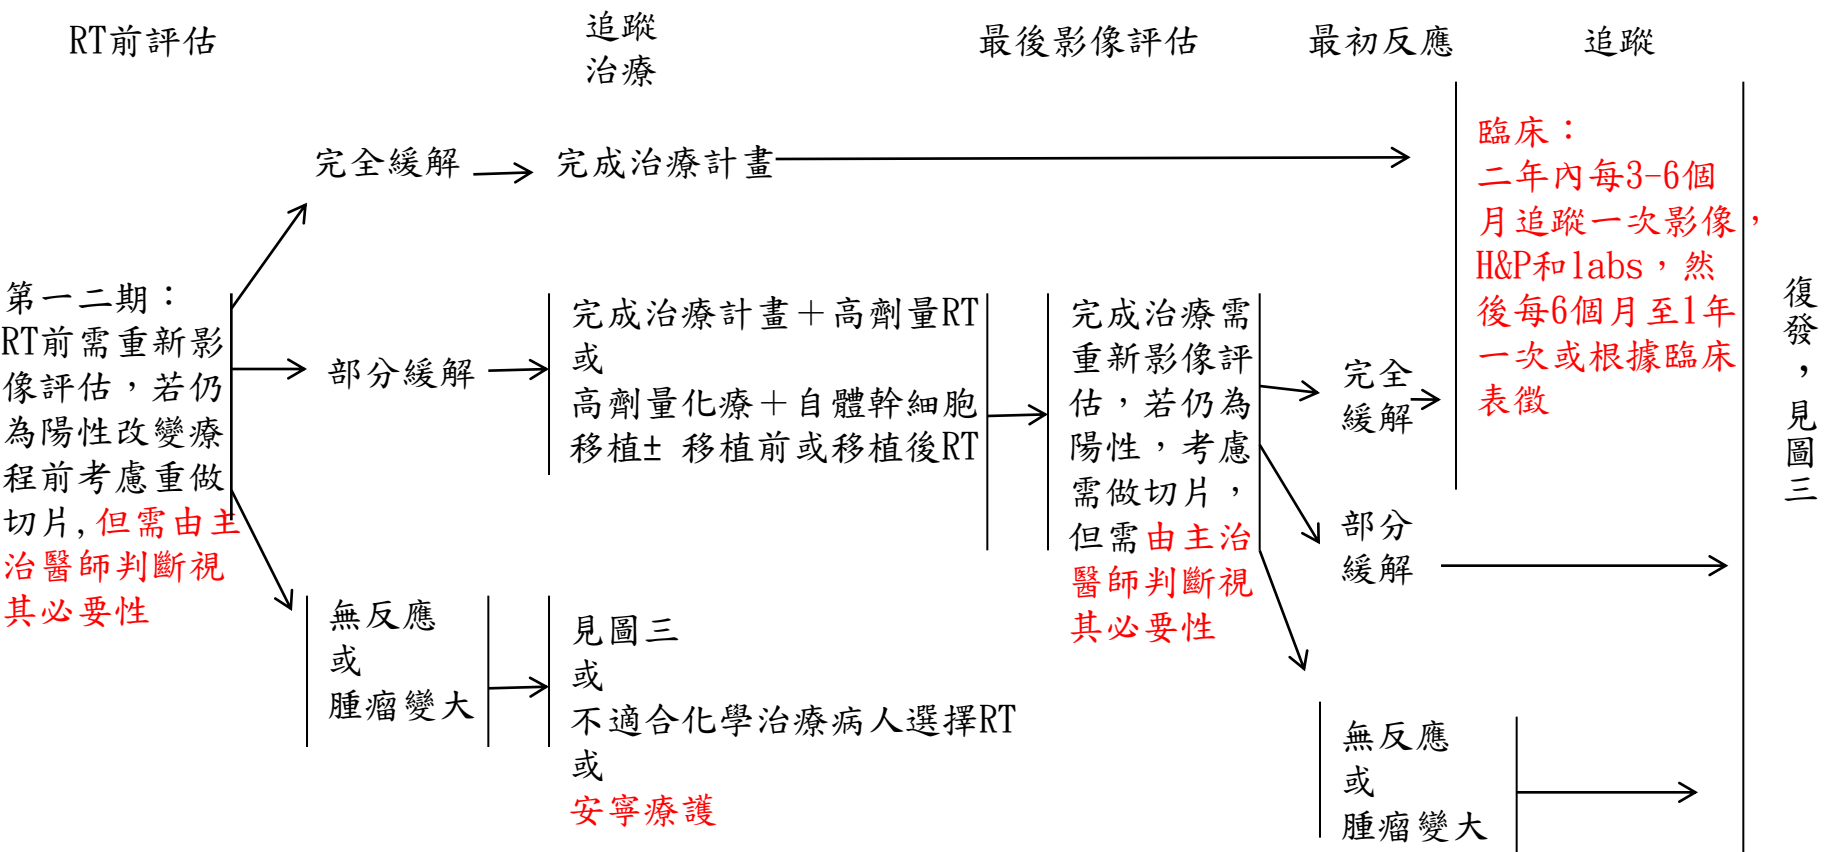 RT前評估
追蹤
治療
最後影像評估
最初反應
追蹤
第一二期：
RT前需重新影
像評估，若仍
為陽性改變療
程前考慮重做
切片,但需由主
治醫師判斷視
其必要性
完全緩解
完成治療計畫
部分緩解
完成治療計畫＋高劑量RT
或
高劑量化療＋自體幹細胞
移植± 移植前或移植後RT
無反應
或
腫瘤變大
見圖三
或
不適合化學治療病人選擇RT
或
安寧療護
完成治療需
重新影像評
估，若仍為
陽性，考慮
需做切片，
但需由主治
醫師判斷視
其必要性
完全
緩解
部分
緩解
無反應
或
腫瘤變大
臨床：
二年內每3-6個
月追蹤一次影像，
H&P和labs，然
後每6個月至1年
一次或根據臨床
表徵
復發，見圖三